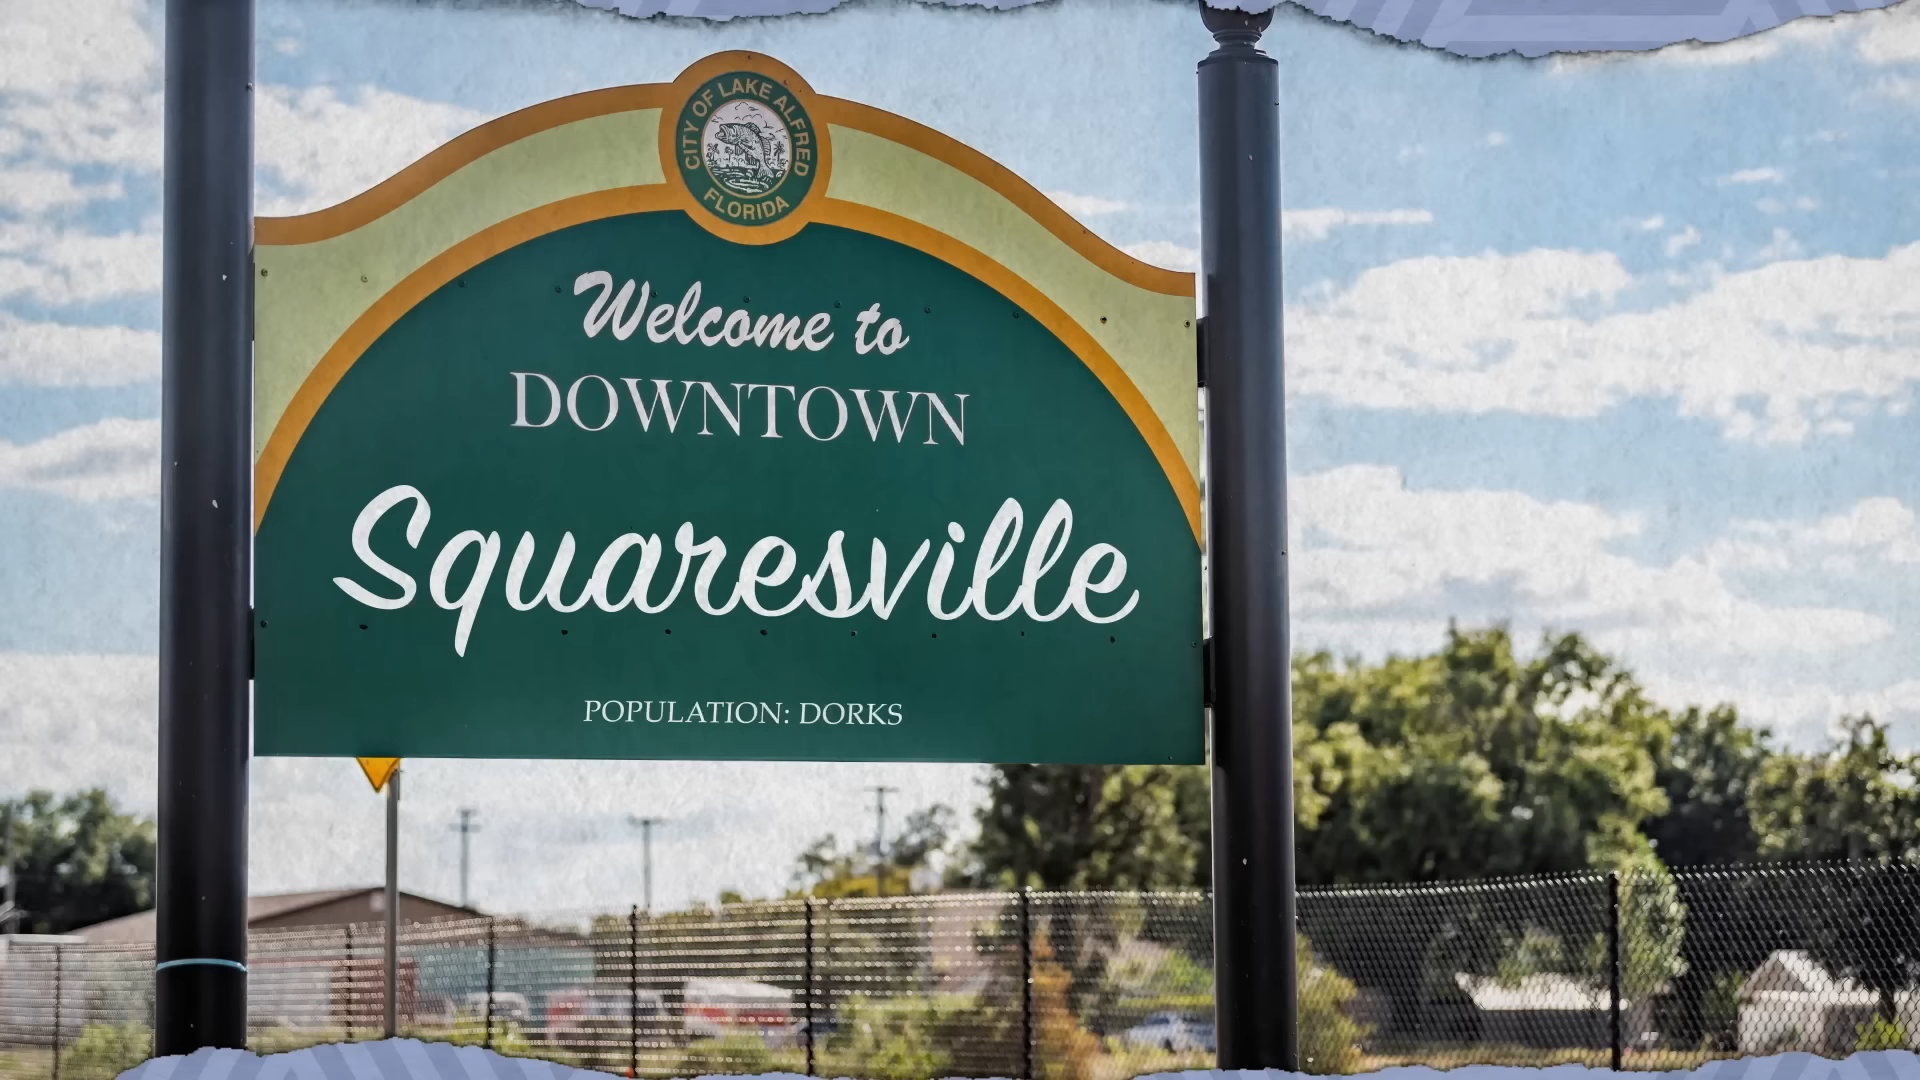 CITY OF LAKE ALFRED
FLORIDA
Welcome to
DOWNTOWN
Squaresville
POPULATION: DORKS